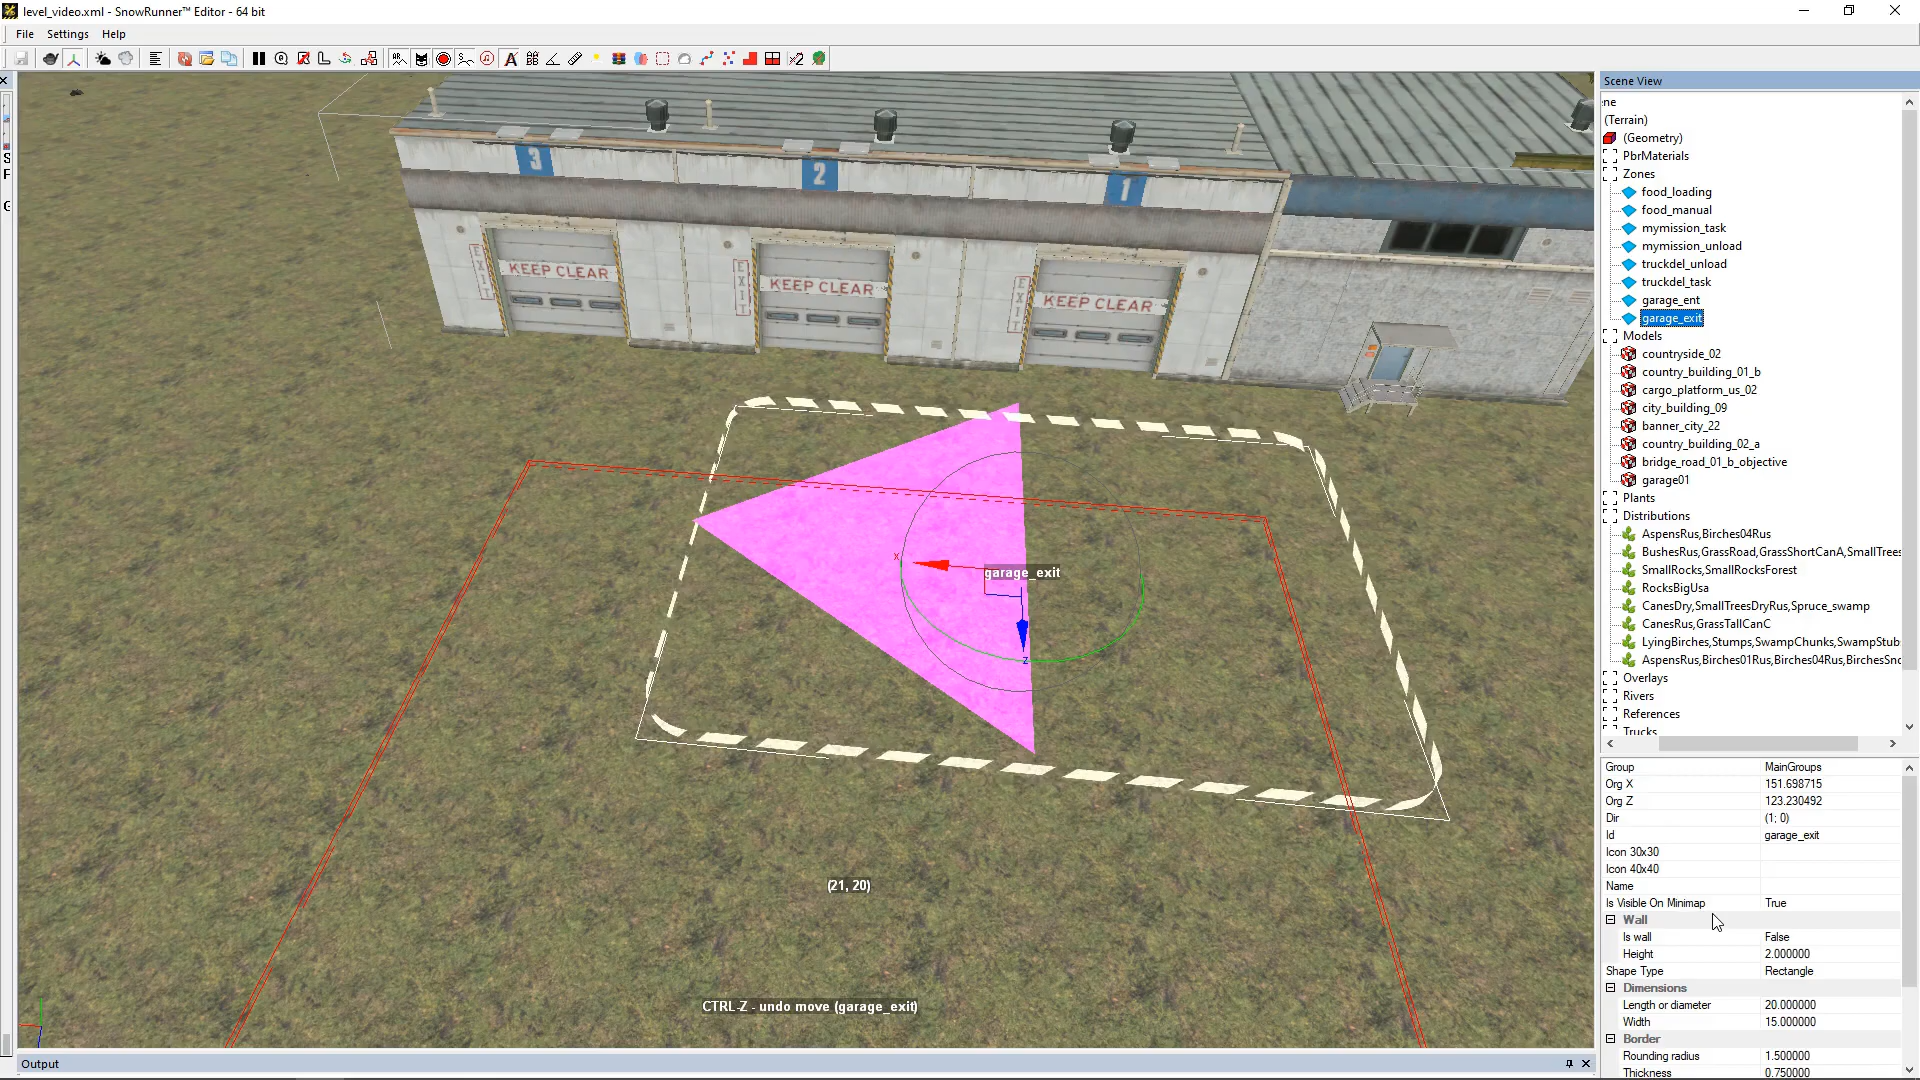 level_video.xml - SnowRunner™ Editor - 64 bit
File Settings Help
Scene View
ne
(Terrain)
(Geometry)
PbrMaterials
Zones
food_loading
food_manual
mymission_task
mymission_unload
truckdel_unload
truckdel_task
garage_ent
garage_exit
Models
countryside_02
country_building_01_b
cargo_platform_us_02
city_building_09
banner_city_22
country_building_02_a
bridge_road_01_b_objective
garage01
Plants
Distributions
AspensRus,Birches04Rus
BushesRus,GrassRoad,GrassShortCanA,SmallTrees
SmallRocks,SmallRocksForest
RocksBigUsa
CanesDry,SmallTreesDryRus,Spruce_swamp
CanesRus,GrassTallCanC
LyingBirches,Stumps,SwampChunks,SwampStub
AspensRus,Birches01Rus,Birches04Rus,BirchesSno
Overlays
Rivers
References
Trucks
Group MainGroups
Org X 151.698715
Org Z 123.230492
Dir (1; 0)
Id garage_exit
Icon 30x30
Icon 40x40
Name
Is Visible On Minimap True
Wall
Is wall False
Height 2.000000
Shape Type Rectangle
Dimensions
Length or diameter 20.000000
Width 15.000000
Border
Rounding radius 1.500000
Thickness 0.750000
3
2
1
EXIT
KEEP CLEAR
EXIT
KEEP CLEAR
EXIT
KEEP CLEAR
x
garage_exit
z
(21, 20)
CTRL-Z - undo move (garage_exit)
Output